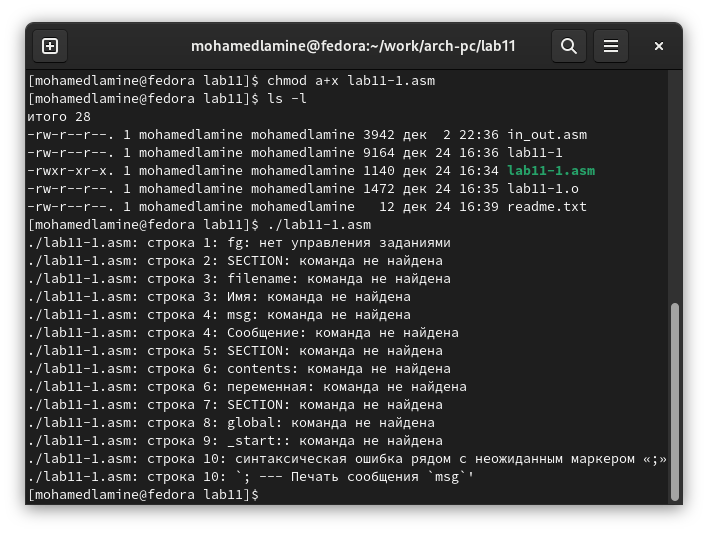 mohamedlamine@fedora:~/work/arch-pc/lab11
[mohamedlamine@fedora lab11]$ chmod a+x lab11-1.asm
[mohamedlamine@fedora lab11]$ ls -l
итого 28
-rw-r--r--. 1 mohamedlamine mohamedlamine 3942 дек  2 22:36 in_out.asm
-rw-r--r--. 1 mohamedlamine mohamedlamine 9164 дек 24 16:36 lab11-1
-rwxr-xr-x. 1 mohamedlamine mohamedlamine 1140 дек 24 16:34 lab11-1.asm
-rw-r--r--. 1 mohamedlamine mohamedlamine 1472 дек 24 16:35 lab11-1.o
-rw-r--r--. 1 mohamedlamine mohamedlamine   12 дек 24 16:39 readme.txt
[mohamedlamine@fedora lab11]$ ./lab11-1.asm
./lab11-1.asm: строка 1: fg: нет управления заданиями
./lab11-1.asm: строка 2: SECTION: команда не найдена
./lab11-1.asm: строка 3: filename: команда не найдена
./lab11-1.asm: строка 3: Имя: команда не найдена
./lab11-1.asm: строка 4: msg: команда не найдена
./lab11-1.asm: строка 4: Сообщение: команда не найдена
./lab11-1.asm: строка 5: SECTION: команда не найдена
./lab11-1.asm: строка 6: contents: команда не найдена
./lab11-1.asm: строка 6: переменная: команда не найдена
./lab11-1.asm: строка 7: SECTION: команда не найдена
./lab11-1.asm: строка 8: global: команда не найдена
./lab11-1.asm: строка 9: _start:: команда не найдена
./lab11-1.asm: строка 10: синтаксическая ошибка рядом с неожиданным маркером «;»
./lab11-1.asm: строка 10: `; --- Печать сообщения `msg`'
[mohamedlamine@fedora lab11]$